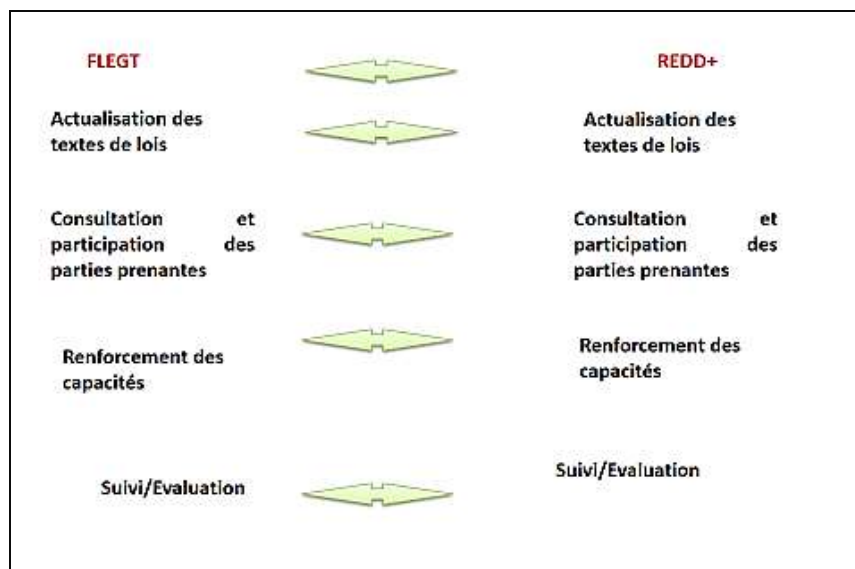 FLEGT REDD+
Actualisation des
textes de lois
Actualisation des
textes de lois
Consultation et
participation des
parties prenantes
Consultation et
participation des
parties prenantes
Renforcement des
capacités
Renforcement des
capacités
Suivi/Evaluation
Suivi/Evaluation